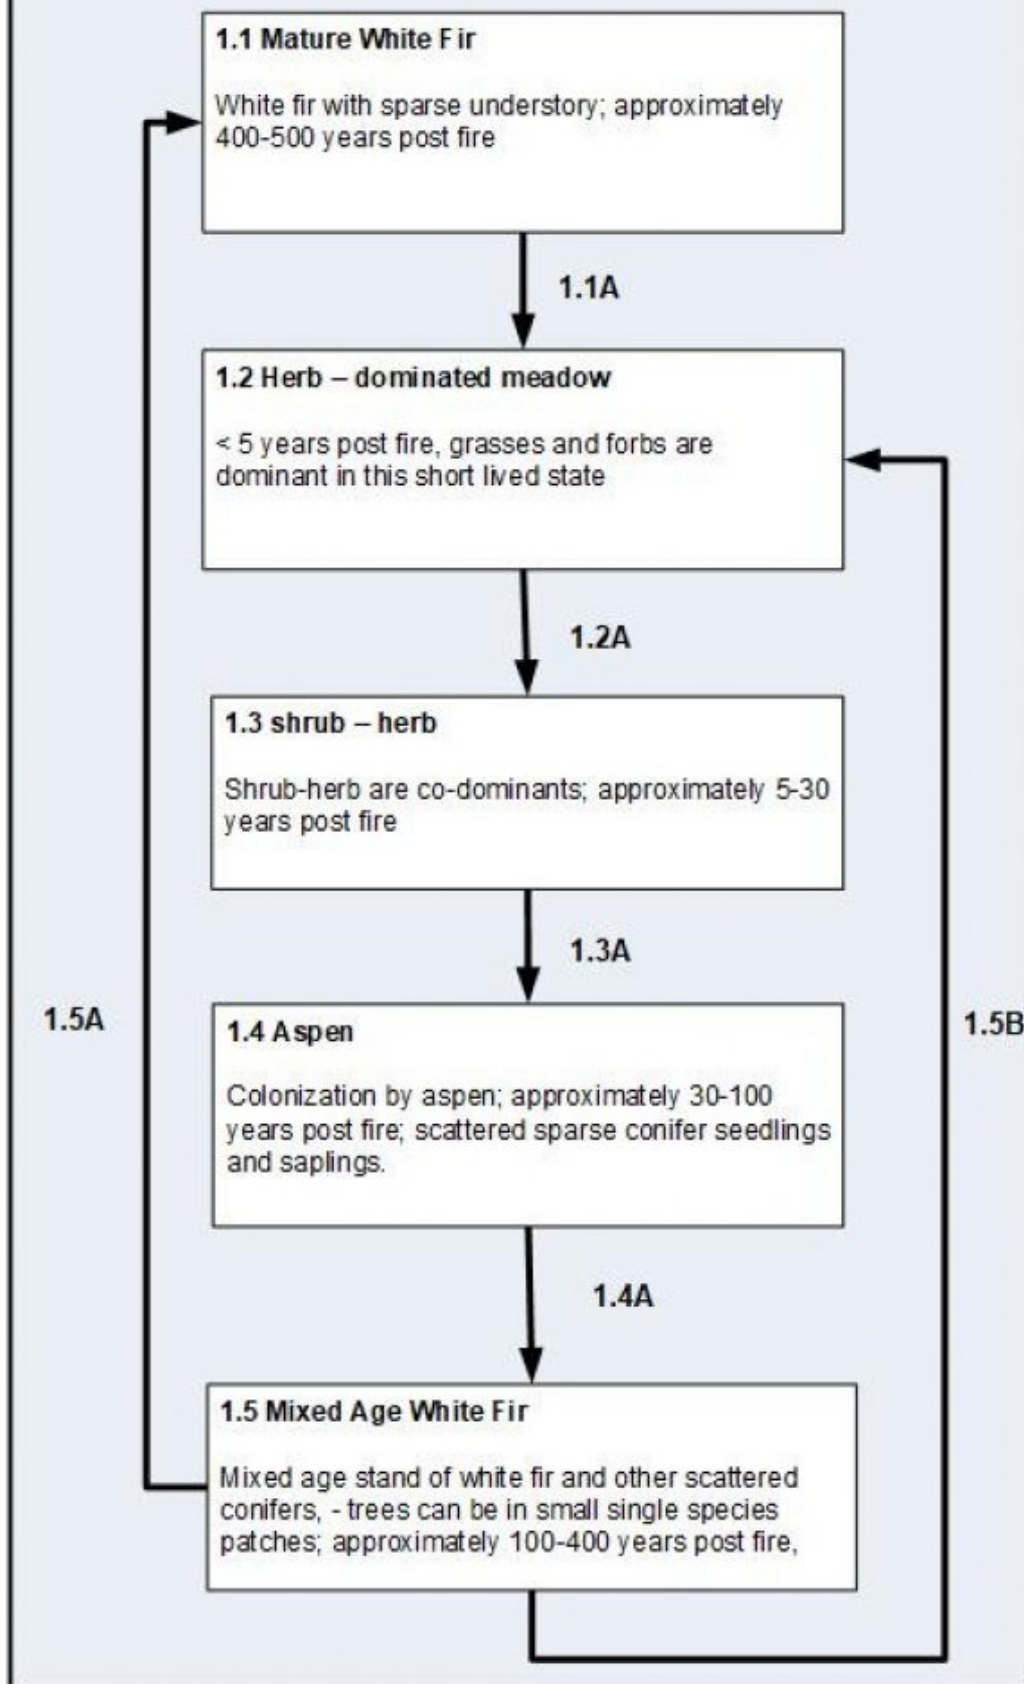 1.1 Mature White Fir
White fir with sparse understory; approximately
400-500 years post fire
1.1A
1.2 Herb – dominated meadow
< 5 years post fire, grasses and forbs are
dominant in this short lived state
1.2A
1.3 shrub – herb
Shrub-herb are co-dominants; approximately 5-30
years post fire
1.3A
1.5A
1.5B
1.4 Aspen
Colonization by aspen; approximately 30-100
years post fire; scattered sparse conifer seedlings
and saplings.
1.4A
1.5 Mixed Age White Fir
Mixed age stand of white fir and other scattered
conifers, - trees can be in small single species
patches; approximately 100-400 years post fire,